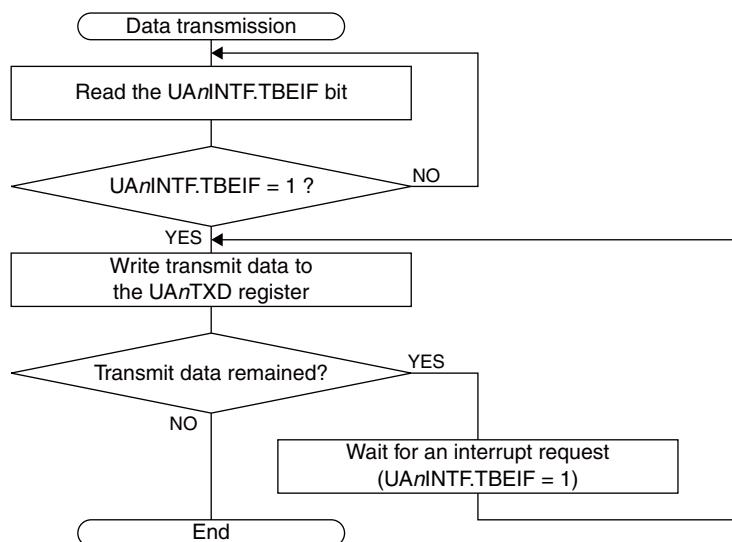 Data transmission
Read the UAnINTF.TBEIF bit
UAnINTF.TBEIF = 1 ?
NO
YES
Write transmit data to
the UAnTXD register
Transmit data remained?
YES
NO
Wait for an interrupt request
(UAnINTF.TBEIF = 1)
End